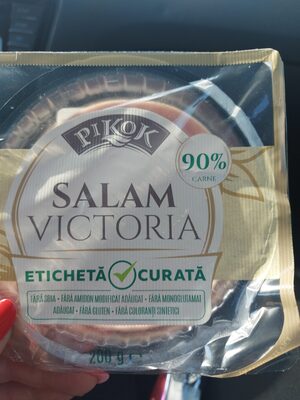 PIKOK
90%
CARNE
SALAM
VICTORIA
ETICHETĂ CURATĂ
FĂRĂ SOIA • FĂRĂ AMIDON MODIFICAT ADĂUGAT • FĂRĂ MONOGLUTAMAT
ADĂUGAT • FĂRĂ GLUTEN • FĂRĂ COLORANȚI SINTETICI
200 g e